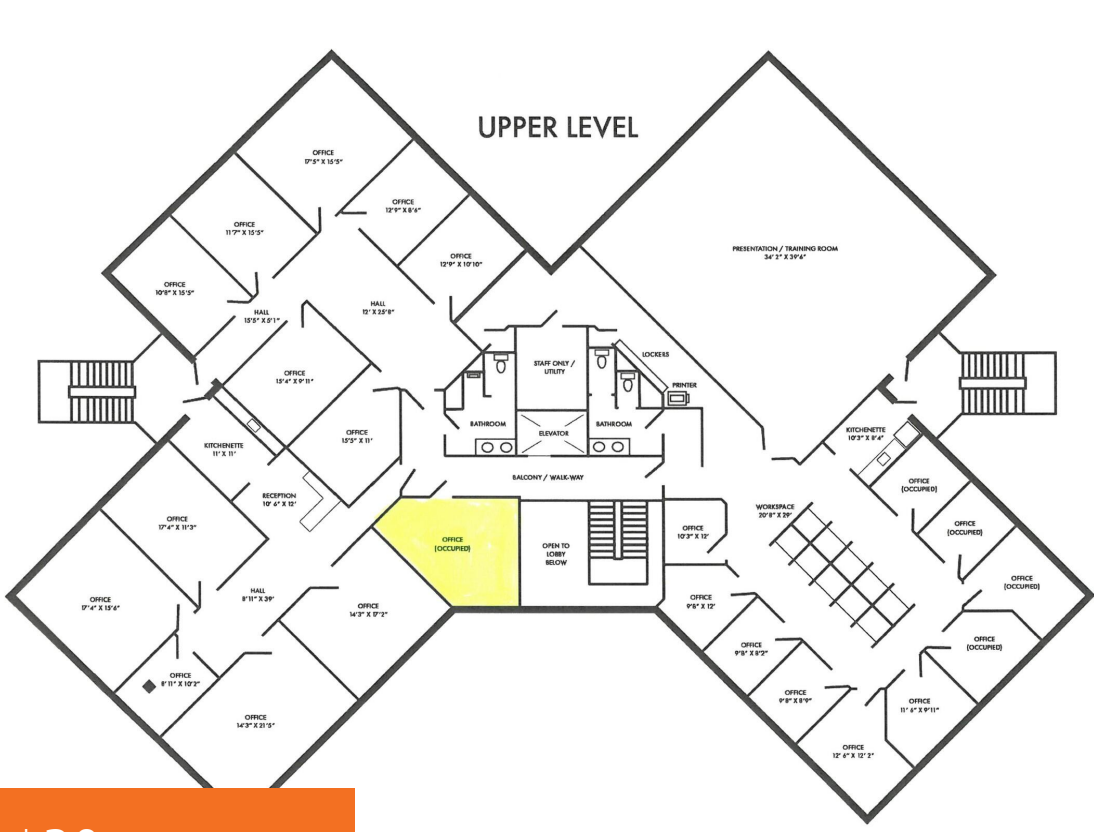 UPPER LEVEL
OFFICE
17'5" X 15'5"
OFFICE
12'9" X 8'6"
OFFICE
11'7" X 15'5"
OFFICE
12'9" X 10'10"
OFFICE
10'8" X 15'5"
HALL
15'5" X 5'1"
HALL
12' X 25'8"
PRESENTATION / TRAINING ROOM
34' 2" X 39'6"
OFFICE
15'4" X 9'11"
STAFF ONLY /
UTILITY
LOCKERS
PRINTER
OFFICE
15'5" X 11'
BATHROOM
ELEVATOR
BATHROOM
KITCHENETTE
11' X 11'
KITCHENETTE
10'3" X 8'4"
BALCONY / WALK-WAY
RECEPTION
10' 6" X 12'
OFFICE
(OCCUPIED)
WORKSPACE
20'8" X 29'
OFFICE
17'4" X 11'3"
OFFICE
(OCCUPIED)
OFFICE
10'3" X 12'
OFFICE
(OCCUPIED)
OPEN TO
LOBBY
BELOW
OFFICE
(OCCUPIED)
HALL
8'11" X 39'
OFFICE
17'4" X 15'6"
OFFICE
14'3" X 17'2"
OFFICE
9'8" X 12'
OFFICE
(OCCUPIED)
OFFICE
9'8" X 8'2"
OFFICE
8' 11" X 10'2"
OFFICE
9'8" X 8'9"
OFFICE
11' 6" X 9'11"
OFFICE
14'3" X 21'5"
OFFICE
12' 6" X 12' 2"